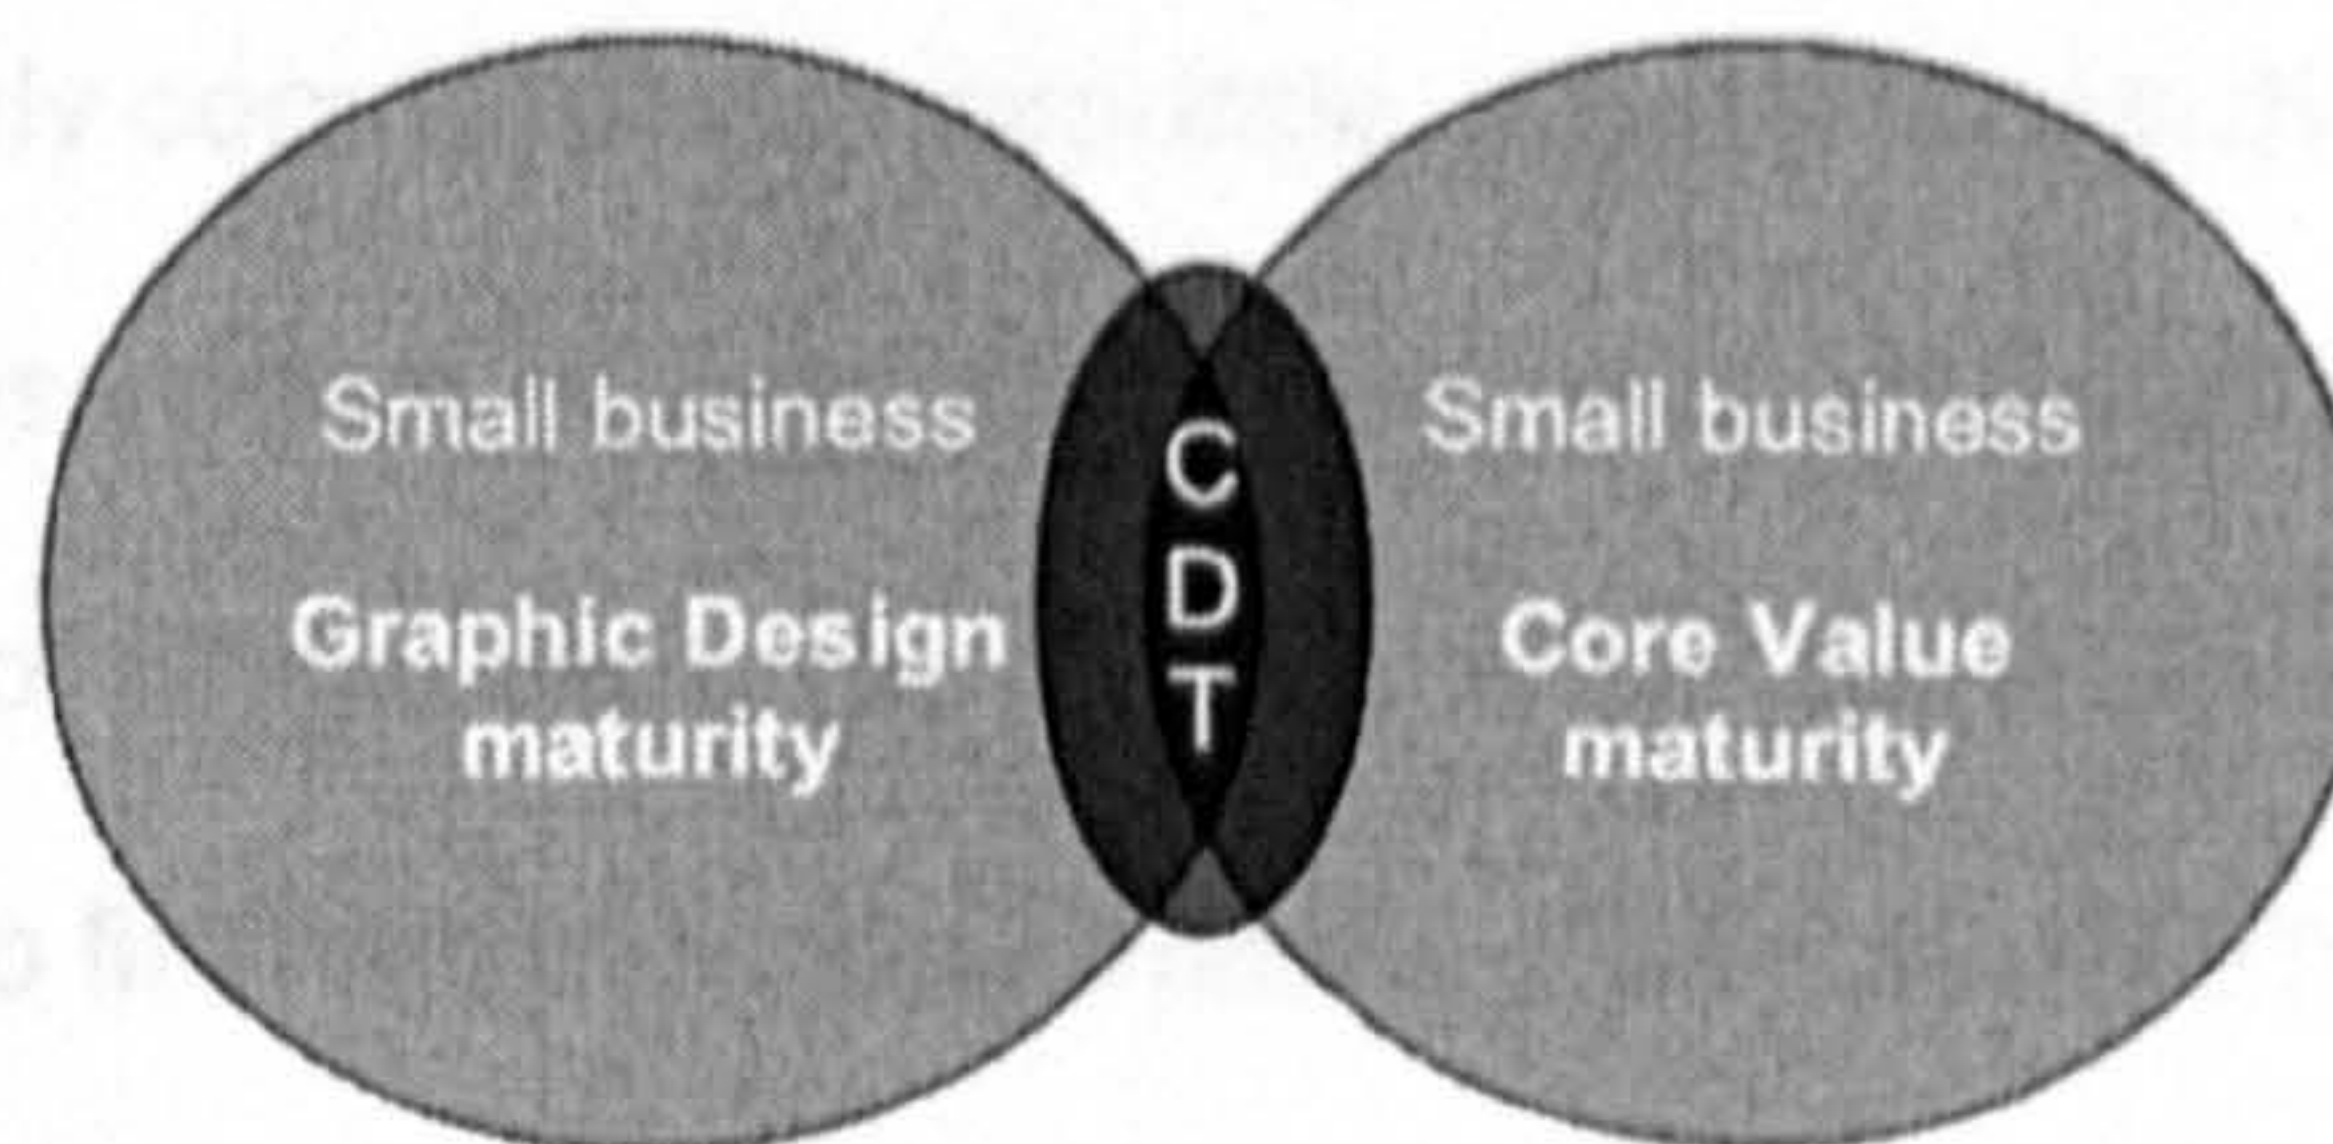 Small business
Graphic Design
maturity
C
D
T
Small business
Core Value
maturity